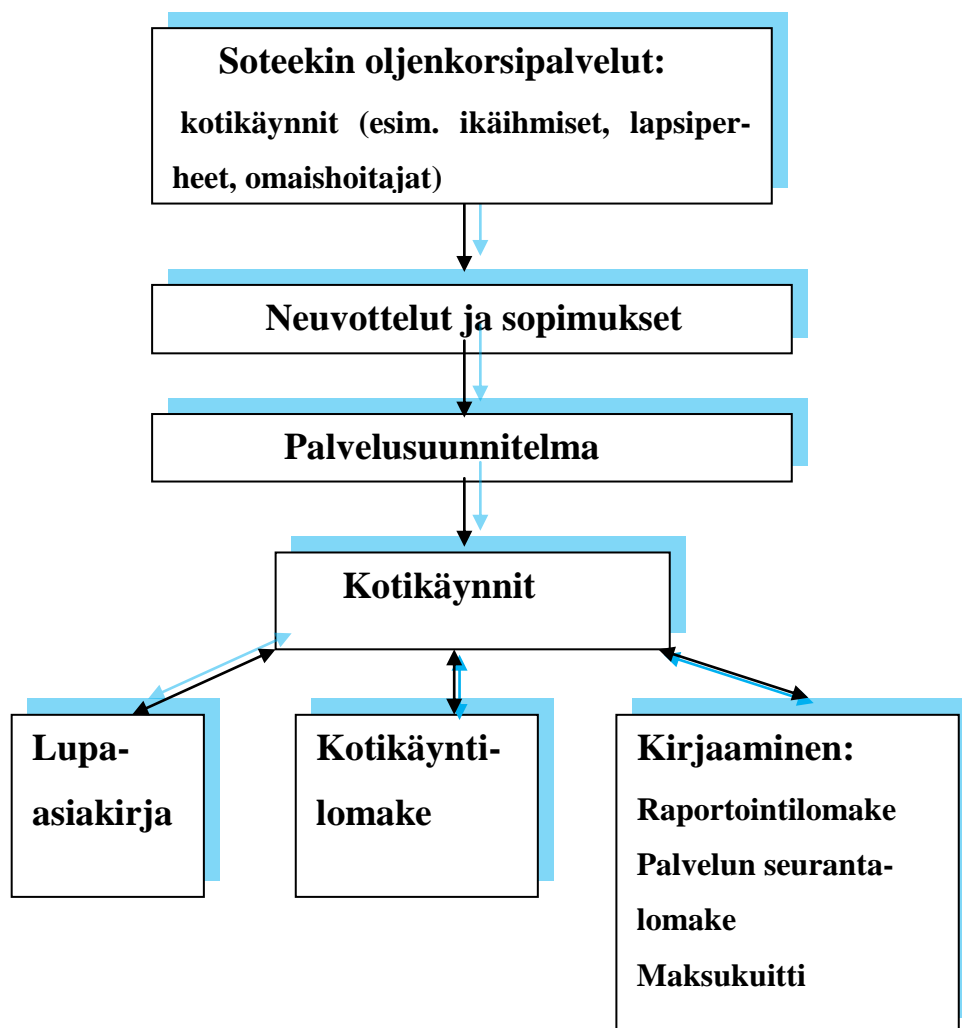 Soteekin oljenkorsipalvelut:
kotikäynnit (esim. ikäihmiset, lapsiper-
heet, omaishoitajat)
Neuvottelut ja sopimukset
Palvelusuunnitelma
Kotikäynnit
Lupa-
asiakirja
Kotikäynti-
lomake
Kirjaaminen:
Raportointilomake
Palvelun seuranta-
lomake
Maksukuitti